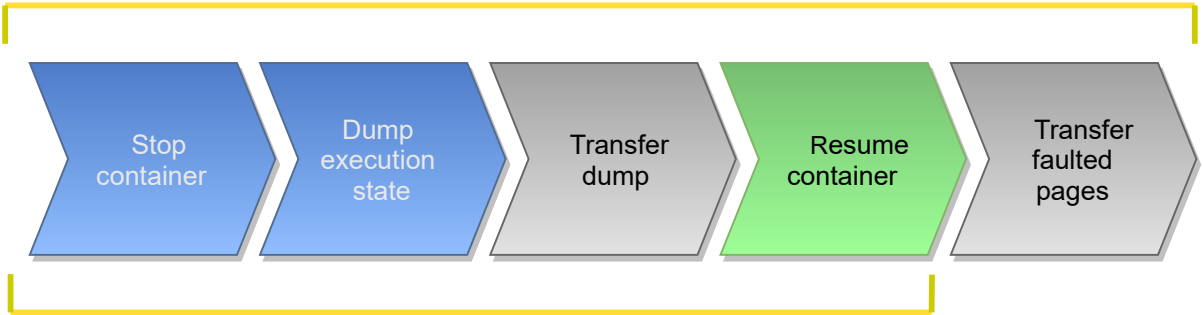 Stop
container
Dump
execution
state
Transfer
dump
Resume
container
Transfer
faulted
pages